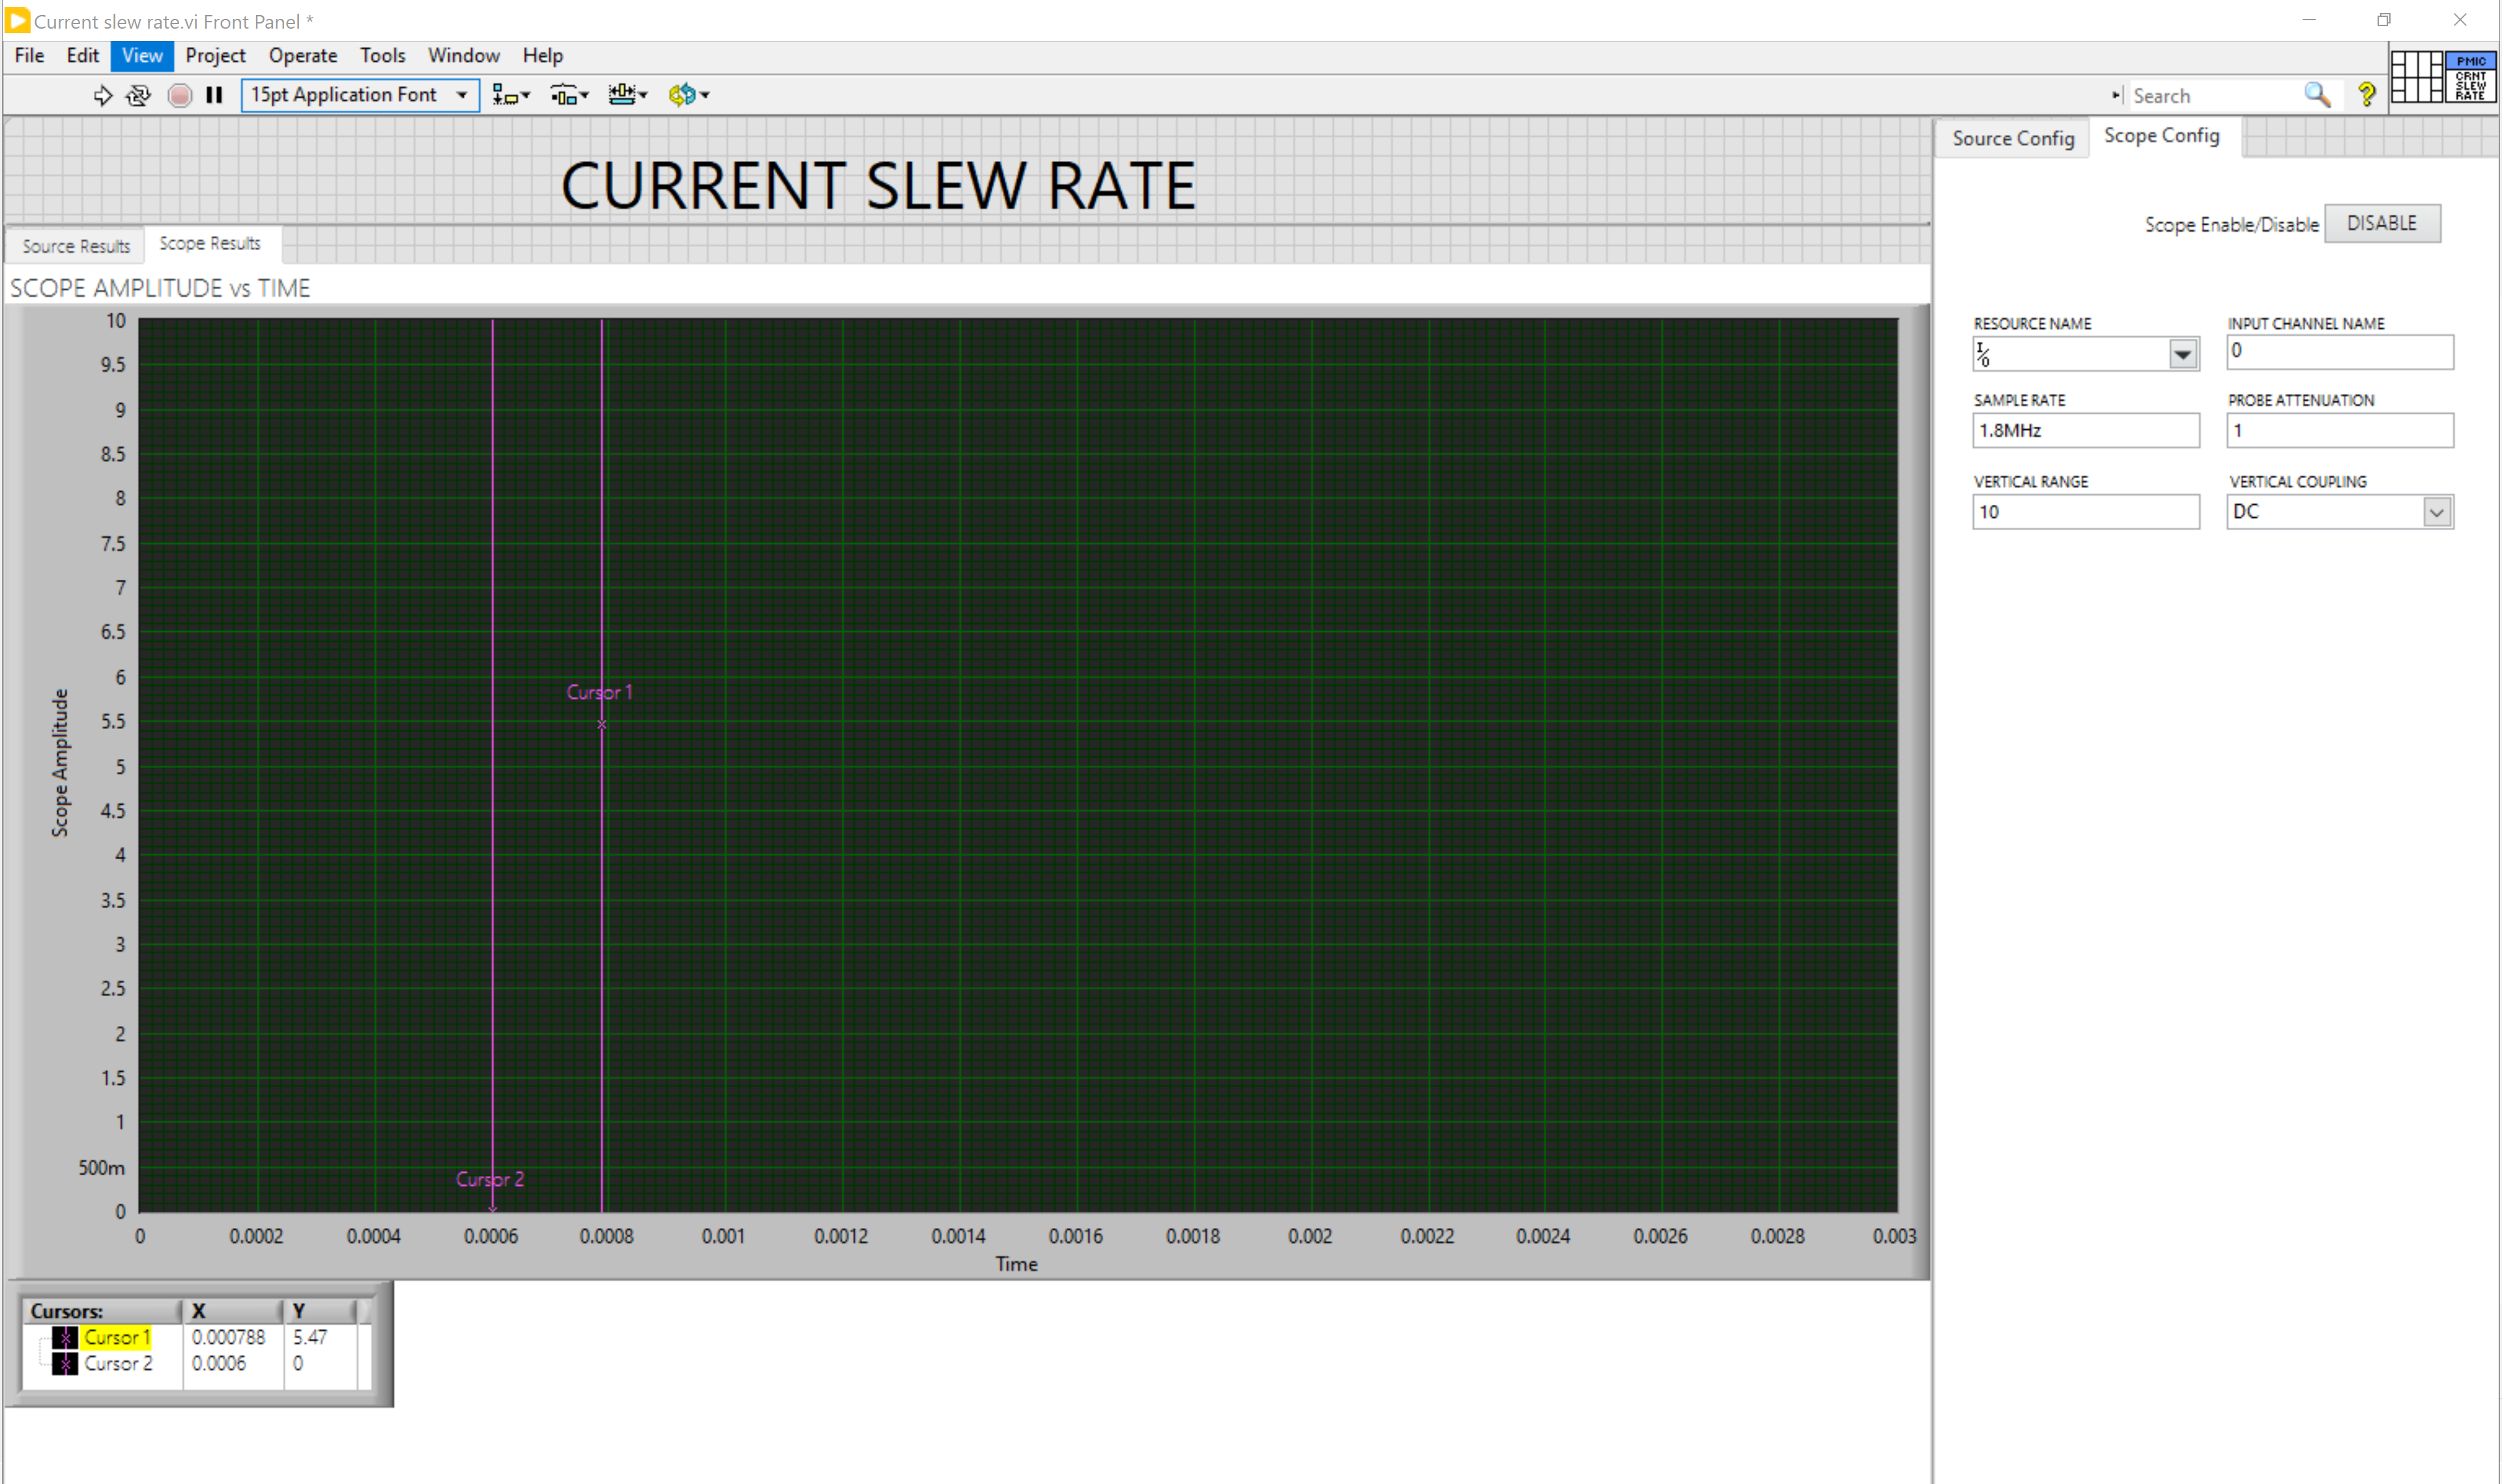 Current slew rate.vi Front Panel *
File Edit View Project Operate Tools Window Help
15pt Application Font
Search
PMIC
CRNT
SLEW
RATE
CURRENT SLEW RATE
Source Config Scope Config
Source Results Scope Results
Scope Enable/Disable DISABLE
SCOPE AMPLITUDE vs TIME
RESOURCE NAME INPUT CHANNEL NAME
I/0 0
SAMPLE RATE PROBE ATTENUATION
1.8MHz 1
VERTICAL RANGE VERTICAL COUPLING
10 DC
Scope Amplitude
10
9.5
9
8.5
8
7.5
7
6.5
6
5.5
5
4.5
4
3.5
3
2.5
2
1.5
1
500m
0
Cursor 1
Cursor 2
0 0.0002 0.0004 0.0006 0.0008 0.001 0.0012 0.0014 0.0016 0.0018 0.002 0.0022 0.0024 0.0026 0.0028 0.003
Time
Cursors: X Y
Cursor 1 0.000788 5.47
Cursor 2 0.0006 0